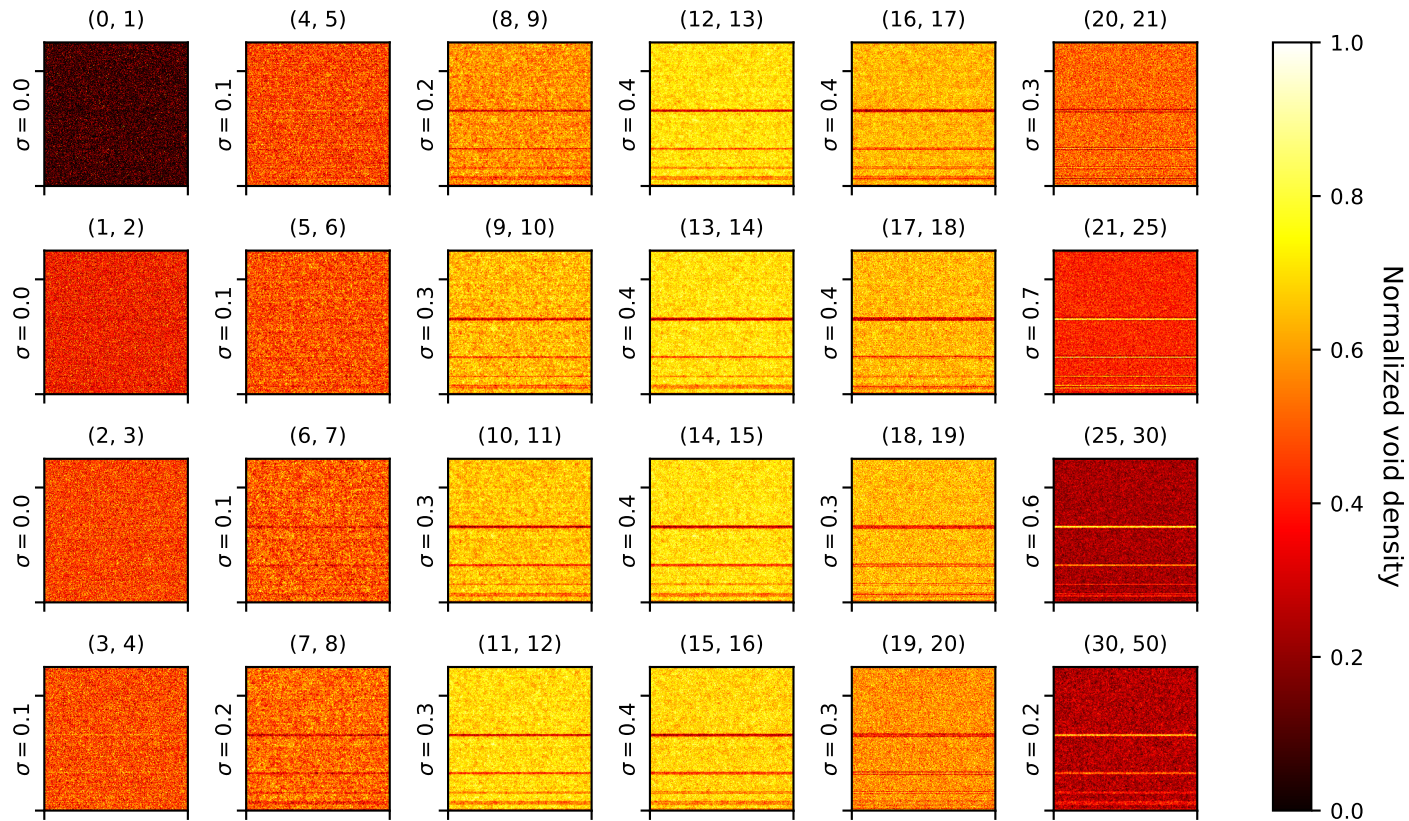 (0, 1) (4, 5) (8, 9) (12, 13) (16, 17) (20, 21)
σ = 0.0 σ = 0.1 σ = 0.2 σ = 0.4 σ = 0.4 σ = 0.3
(1, 2) (5, 6) (9, 10) (13, 14) (17, 18) (21, 25)
σ = 0.0 σ = 0.1 σ = 0.3 σ = 0.4 σ = 0.4 σ = 0.7
(2, 3) (6, 7) (10, 11) (14, 15) (18, 19) (25, 30)
σ = 0.0 σ = 0.1 σ = 0.3 σ = 0.4 σ = 0.3 σ = 0.6
(3, 4) (7, 8) (11, 12) (15, 16) (19, 20) (30, 50)
σ = 0.1 σ = 0.2 σ = 0.3 σ = 0.4 σ = 0.3 σ = 0.2
1.0
0.8
0.6
0.4
0.2
0.0
Normalized void density